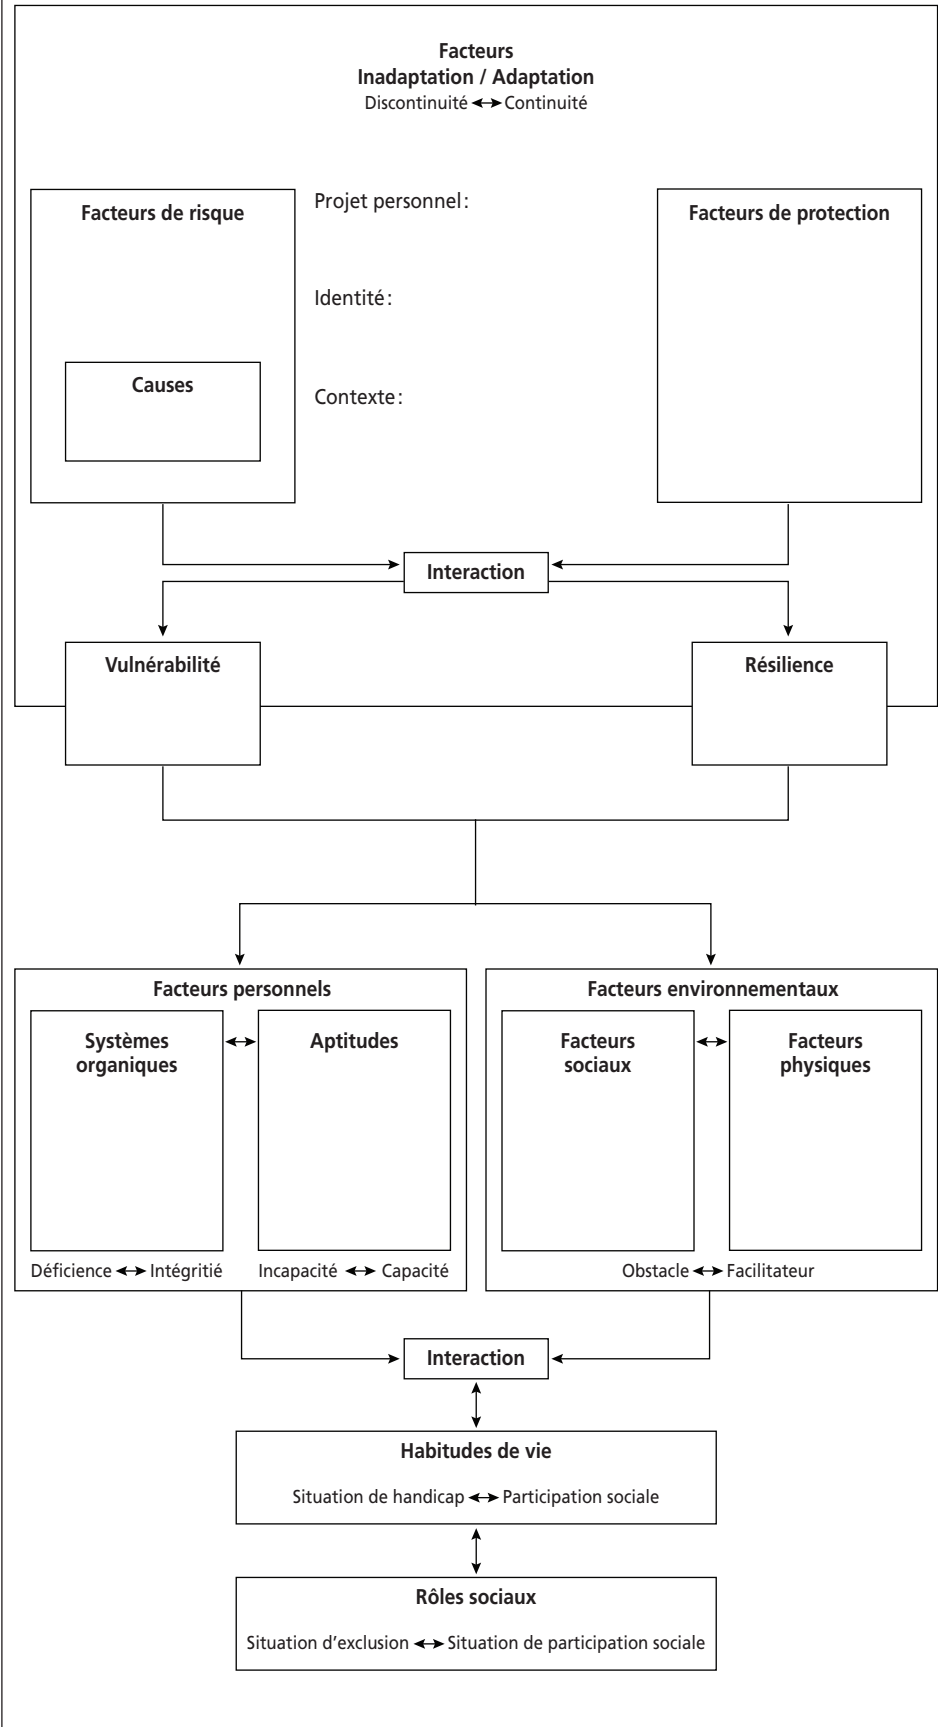 Facteurs
Inadaptation / Adaptation
Discontinuité ↔ Continuité
Facteurs de risque
Projet personnel :
Facteurs de protection
Identité :
Causes
Contexte :
Interaction
Vulnérabilité
Résilience
Facteurs personnels
Facteurs environnementaux
Systèmes
organiques
Aptitudes
Facteurs
sociaux
Facteurs
physiques
Déficience ↔ Intégritié
Incapacité ↔ Capacité
Obstacle ↔ Facilitateur
Interaction
Habitudes de vie
Situation de handicap ↔ Participation sociale
Rôles sociaux
Situation d'exclusion ↔ Situation de participation sociale